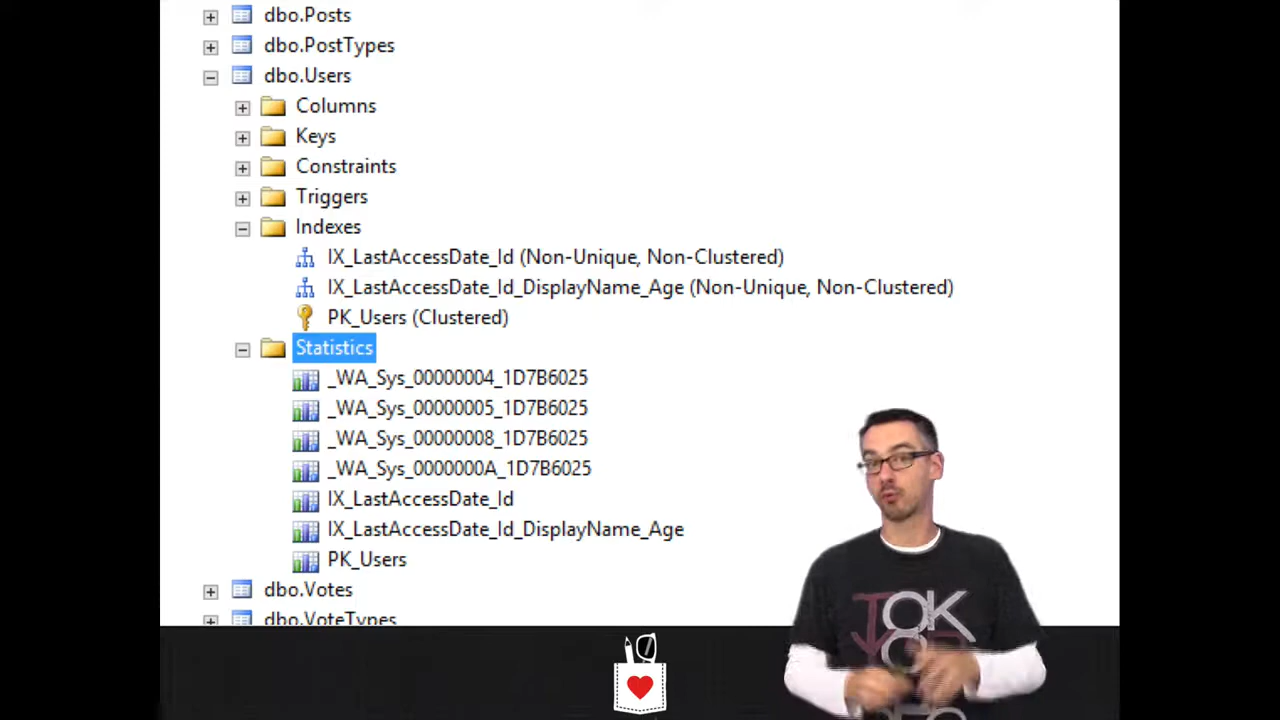 dbo.Posts
dbo.PostTypes
dbo.Users
Columns
Keys
Constraints
Triggers
Indexes
IX_LastAccessDate_Id (Non-Unique, Non-Clustered)
IX_LastAccessDate_Id_DisplayName_Age (Non-Unique, Non-Clustered)
PK_Users (Clustered)
Statistics
_WA_Sys_00000004_1D7B6025
_WA_Sys_00000005_1D7B6025
_WA_Sys_00000008_1D7B6025
_WA_Sys_0000000A_1D7B6025
IX_LastAccessDate_Id
IX_LastAccessDate_Id_DisplayName_Age
PK_Users
dbo.Votes
dbo.VoteTypes